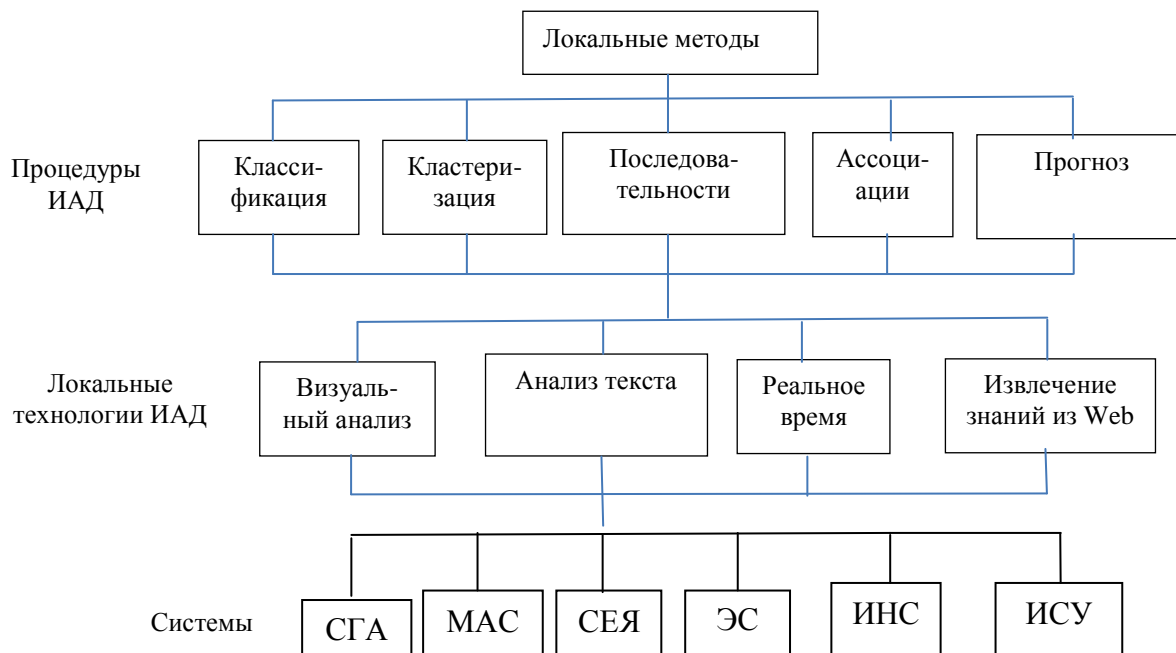 Локальные методы
Процедуры
ИАД
Класси-
фикация
Кластери-
зация
Последова-
тельности
Ассоци-
ации
Прогноз
Локальные
технологии ИАД
Визуаль-
ный анализ
Анализ текста
Реальное
время
Извлечение
знаний из Web
Системы
СГА
МАС
СЕЯ
ЭС
ИНС
ИСУ